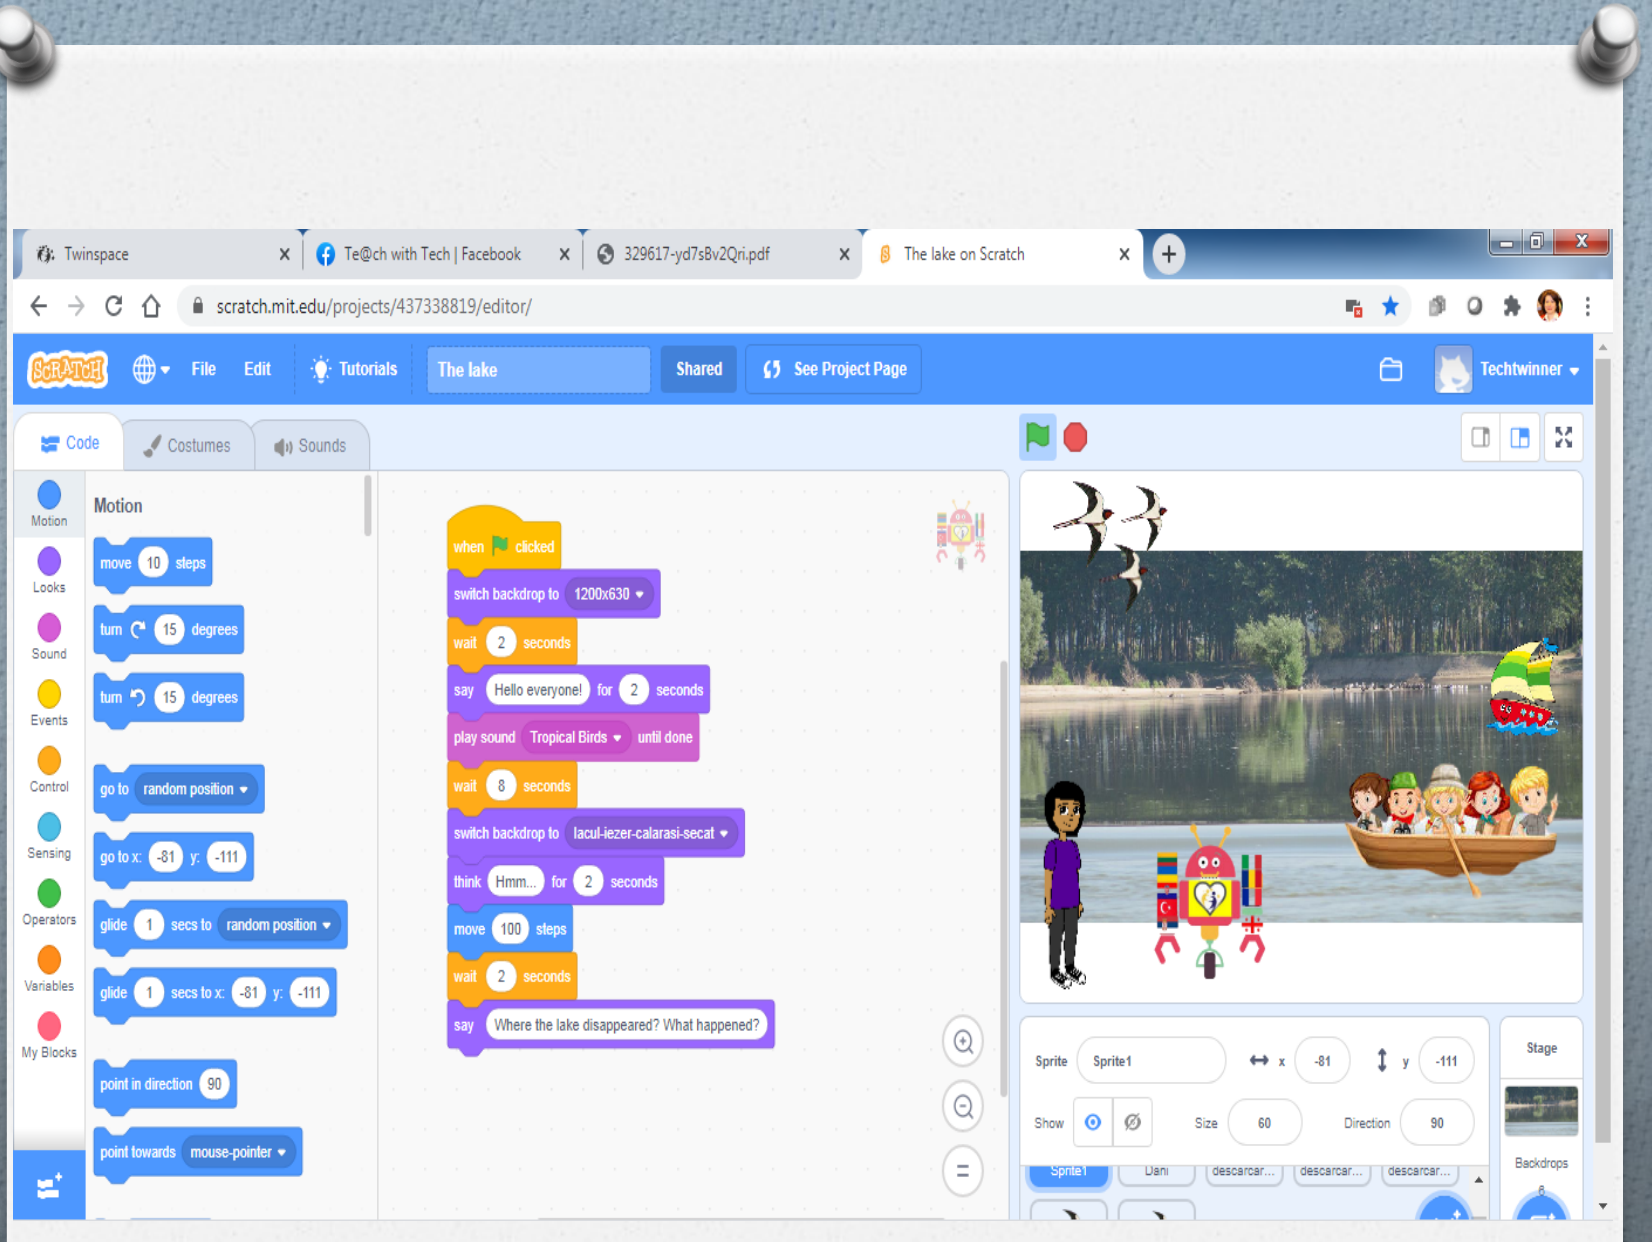 Twinspace
Te@ch with Tech | Facebook
329617-yd7sBv2Qri.pdf
The lake on Scratch
scratch.mit.edu/projects/437338819/editor/
SCRATCH
File
Edit
Tutorials
The lake
Shared
See Project Page
Techtwinner
Code
Costumes
Sounds
Motion
Looks
Sound
Events
Control
Sensing
Operators
Variables
My Blocks
Motion
move 10 steps
turn 15 degrees
turn 15 degrees
go to random position
go to x: -81 y: -111
glide 1 secs to random position
glide 1 secs to x: -81 y: -111
point in direction 90
point towards mouse-pointer
when clicked
switch backdrop to 1200x630
wait 2 seconds
say Hello everyone! for 2 seconds
play sound Tropical Birds until done
wait 8 seconds
switch backdrop to lacul-iezer-calarasi-secat
think Hmm... for 2 seconds
move 100 steps
wait 2 seconds
say Where the lake disappeared? What happened?
Sprite Sprite1 x -81 y -111
Show Size 60 Direction 90
Sprite1 Dani descarcar... descarcar... descarcar...
Stage
Backdrops
6